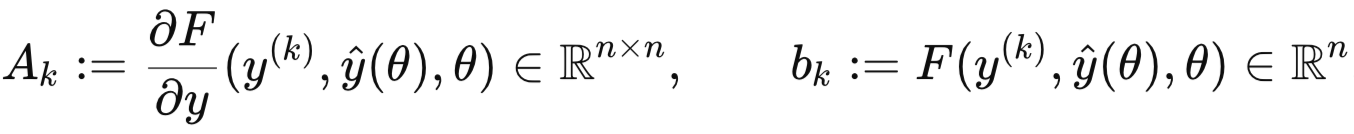 A_k := \frac{\partial F}{\partial y}(y^{(k)}, \hat{y}(\theta), \theta) \in \mathbb{R}^{n \times n}, \qquad b_k := F(y^{(k)}, \hat{y}(\theta), \theta) \in \mathbb{R}^n